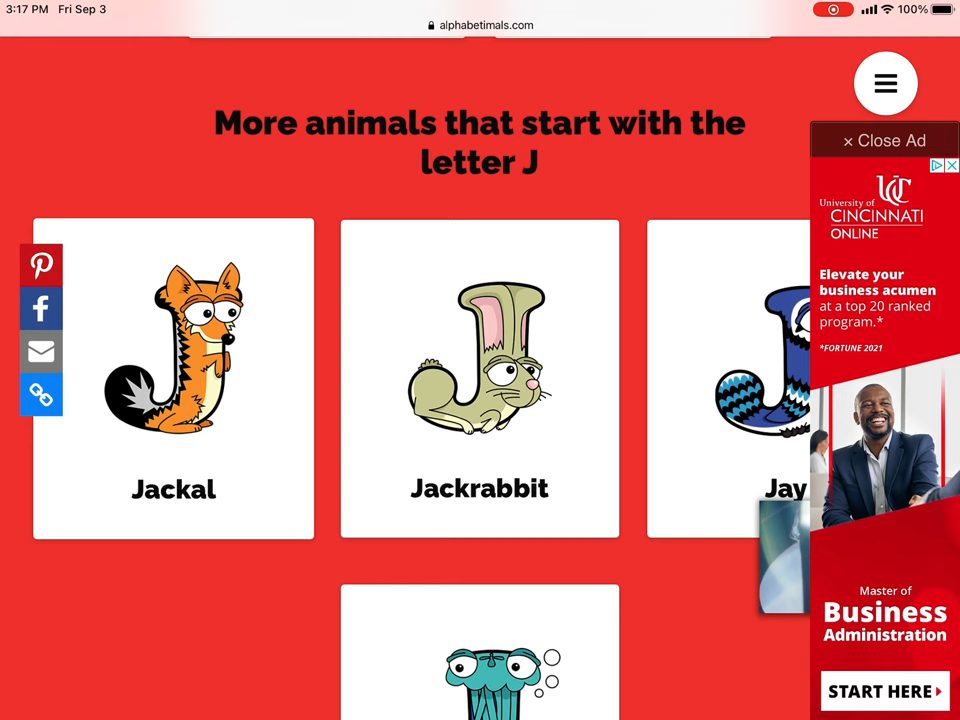 3:17 PM Fri Sep 3
100%
alphabetimals.com
More animals that start with the
letter J
Jackal
Jackrabbit
Jay
× Close Ad
UC
University of
CINCINNATI
ONLINE
Elevate your
business acumen
at a top 20 ranked
program.*
*FORTUNE 2021
Master of
Business
Administration
START HERE